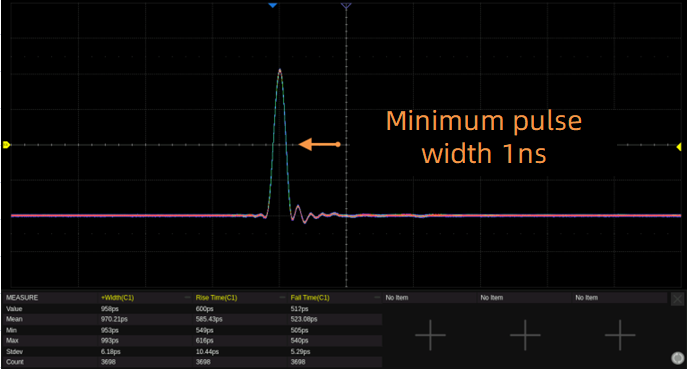 Minimum pulse
width 1ns
MEASURE +Width(C1) Rise Time(C1) Fall Time(C1) No Item No Item No Item
Value 958ps 600ps 512ps
Mean 970.21ps 585.43ps 523.08ps
Min 953ps 549ps 505ps
Max 993ps 616ps 540ps
Stdev 6.18ps 10.44ps 5.29ps
Count 3698 3698 3698